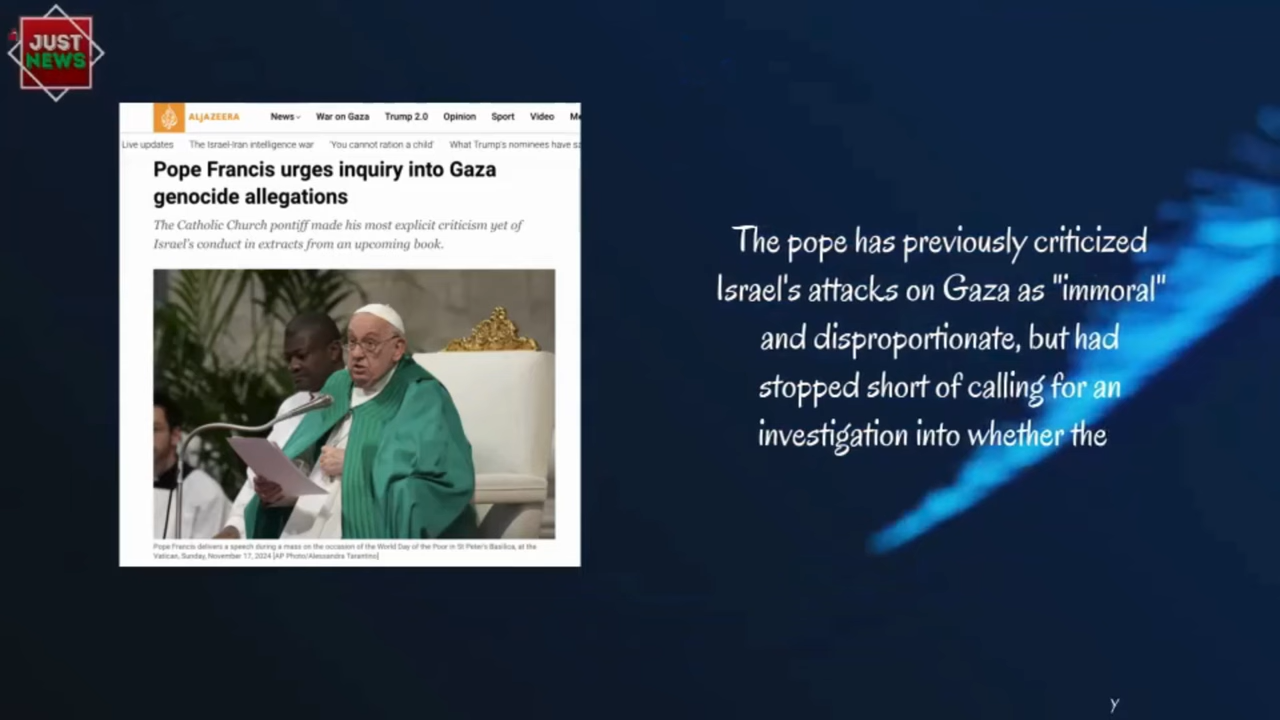 JUST
NEWS
ALJAZEERA News War on Gaza Trump 2.0 Opinion Sport Video
Live updates The Israel-Iran intelligence war 'You cannot ration a child' What Trump's nominees have
Pope Francis urges inquiry into Gaza
genocide allegations
The Catholic Church pontiff made his most explicit criticism yet of
Israel's conduct in extracts from an upcoming book.
Pope Francis delivers a speech during a mass on the occasion of the World Day of the Poor in St Peter's Basilica, at the
Vatican, Sunday, November 17, 2024 [AP Photo/Alessandra Tarantino]
The pope has previously criticized
Israel's attacks on Gaza as "immoral"
and disproportionate, but had
stopped short of calling for an
investigation into whether the
y